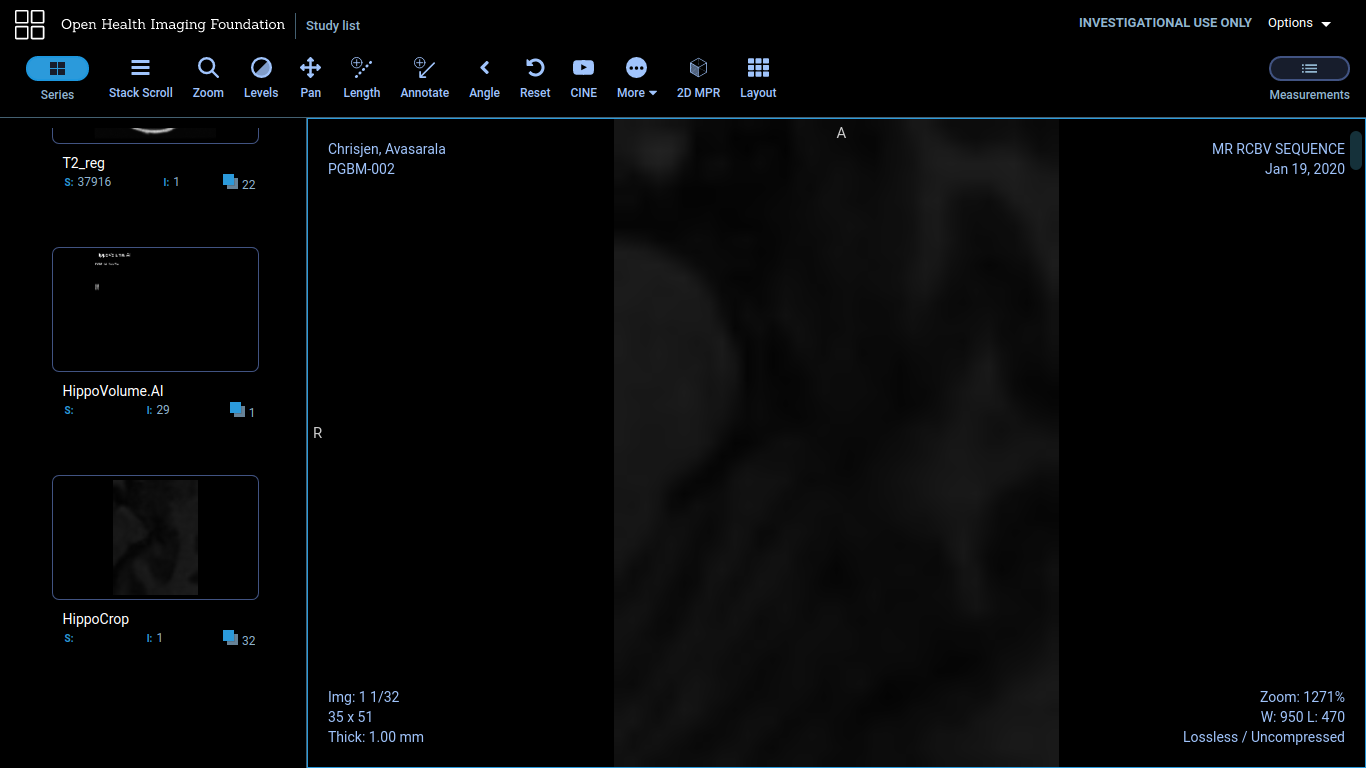 Open Health Imaging Foundation
Study list
INVESTIGATIONAL USE ONLY
Options
Series
Stack Scroll
Zoom
Levels
Pan
Length
Annotate
Angle
Reset
CINE
More
2D MPR
Layout
Measurements
T2_reg
S: 37916 I: 1 22
HippoVolume.AI
S: I: 29 1
HippoCrop
S: I: 1 32
Chrisjen, Avasarala
PGBM-002
A
MR RCBV SEQUENCE
Jan 19, 2020
R
Img: 1 1/32
35 x 51
Thick: 1.00 mm
Zoom: 1271%
W: 950 L: 470
Lossless / Uncompressed